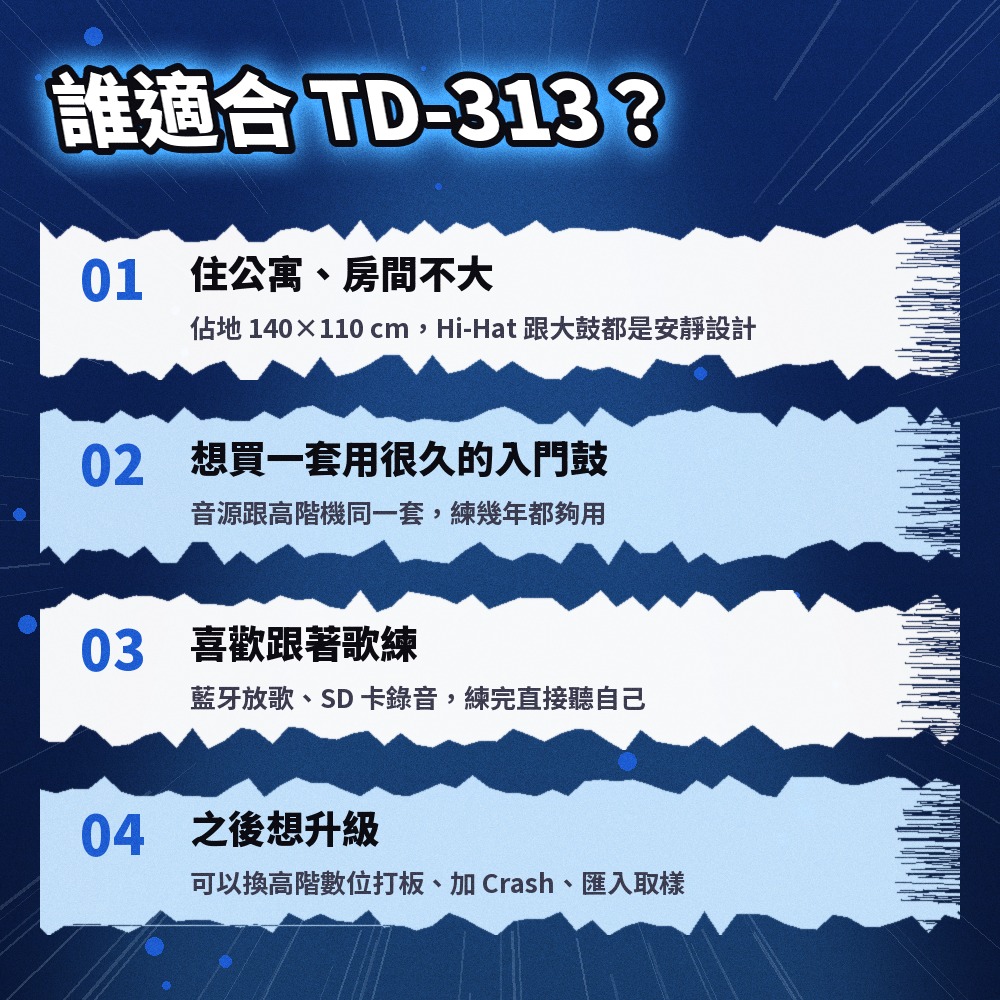 誰適合 TD-313？
01
住公寓、房間不大
佔地 140×110 cm，Hi-Hat 跟大鼓都是安靜設計
02
想買一套用很久的入門鼓
音源跟高階機同一套，練幾年都夠用
03
喜歡跟著歌練
藍牙放歌、SD 卡錄音，練完直接聽自己
04
之後想升級
可以換高階數位打板、加 Crash、匯入取樣